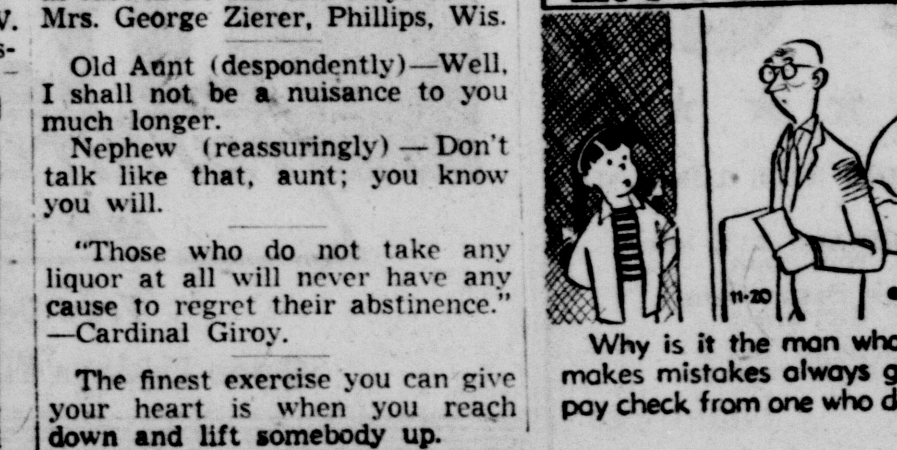 Mrs. George Zierer, Phillips, Wis.
Old Aunt (despondently)—Well,
I shall not be a nuisance to you
much longer.
Nephew (reassuringly) — Don't
talk like that, aunt; you know
you will.
"Those who do not take any
liquor at all will never have any
cause to regret their abstinence."
—Cardinal Giroy.
The finest exercise you can give
your heart is when you reach
down and lift somebody up.
11-20
Why is it the man who
makes mistakes always g
pay check from one who d